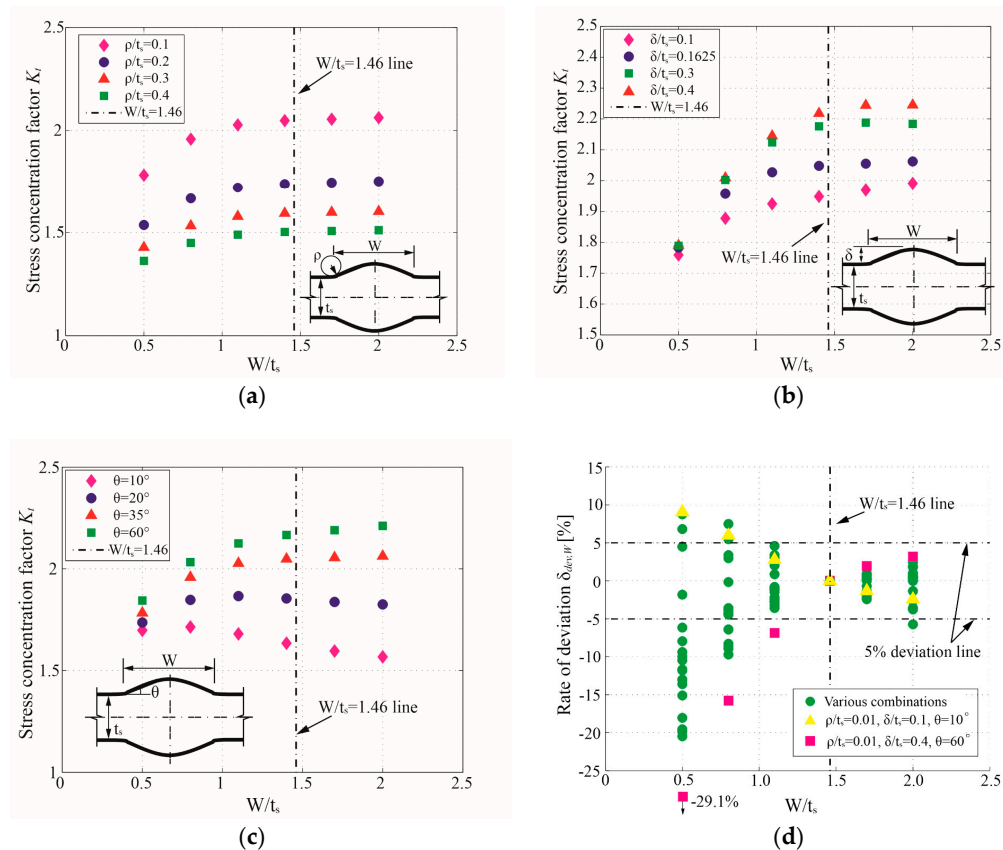 2.5
2
1.5
1
Stress concentration factor Kt
ρ/ts=0.1
ρ/ts=0.2
ρ/ts=0.3
ρ/ts=0.4
W/ts=1.46
W/ts=1.46 line
W
ρ
ts
0 0.5 1 1.5 2 2.5
W/ts
(a)
2.5
2.4
2.3
2.2
2.1
2
1.9
1.8
1.7
1.6
1.5
Stress concentration factor Kt
δ/ts=0.1
δ/ts=0.1625
δ/ts=0.3
δ/ts=0.4
W/ts=1.46
W/ts=1.46 line
W
δ
ts
0 0.5 1 1.5 2 2.5
W/ts
(b)
2.5
2
1.5
1
Stress concentration factor Kt
θ=10°
θ=20°
θ=35°
θ=60°
W/ts=1.46
W
θ
ts
W/ts=1.46 line
0 0.5 1 1.5 2 2.5
W/ts
(c)
15
10
5
0
-5
-10
-15
-20
-25
Rate of deviation δdev,W [%]
W/ts=1.46 line
5% deviation line
Various combinations
ρ/ts=0.01, δ/ts=0.1, θ=10°
ρ/ts=0.01, δ/ts=0.4, θ=60°
0.0 0.5 1.0 1.5 2.0 2.5
-29.1%
W/ts
(d)